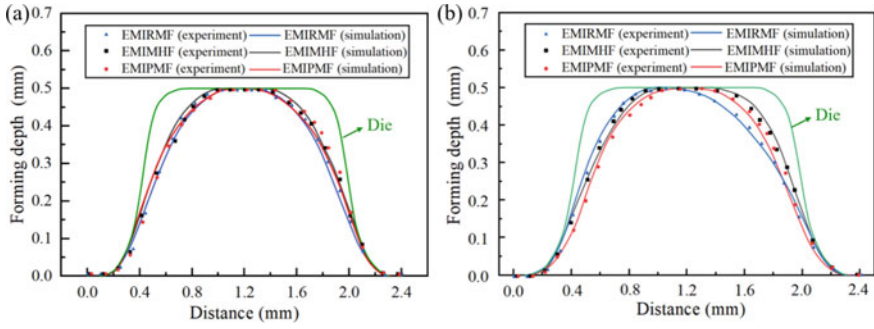 (a)
0.7
0.6
0.5
0.4
0.3
0.2
0.1
0.0
Forming depth (mm)
EMIRMF (experiment) EMIRMF (simulation)
EMIMHF (experiment) EMIMHF (simulation)
EMIPMF (experiment) EMIPMF (simulation)
Die
0.0 0.4 0.8 1.2 1.6 2.0 2.4
Distance (mm)
(b)
0.7
0.6
0.5
0.4
0.3
0.2
0.1
0.0
Forming depth (mm)
EMIRMF (experiment) EMIRMF (simulation)
EMIMHF (experiment) EMIMHF (simulation)
EMIPMF (experiment) EMIPMF (simulation)
Die
0.0 0.4 0.8 1.2 1.6 2.0 2.4
Distance (mm)